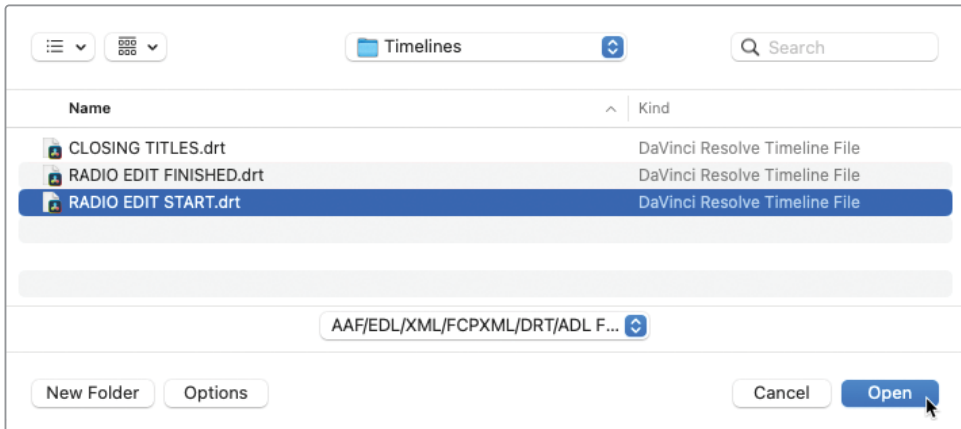 Timelines
Search
Name Kind
CLOSING TITLES.drt DaVinci Resolve Timeline File
RADIO EDIT FINISHED.drt DaVinci Resolve Timeline File
RADIO EDIT START.drt DaVinci Resolve Timeline File
AAF/EDL/XML/FCPXML/DRT/ADL F...
New Folder Options Cancel Open